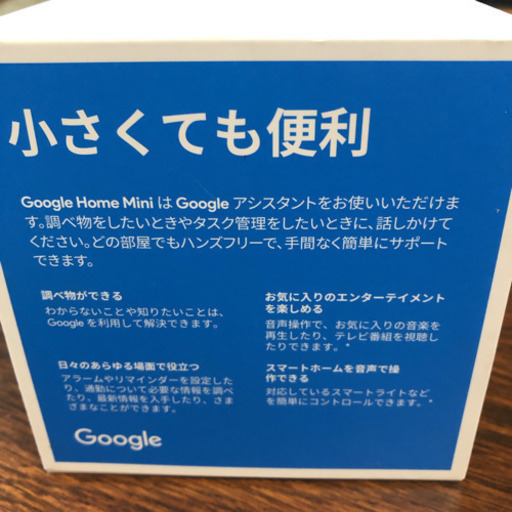 小さくても便利
Google Home Mini は Google アシスタントをお使いいただけま
す。調べ物をしたいときやタスク管理をしたいときに、話しかけて
ください。どの部屋でもハンズフリーで、手間なく簡単にサポート
できます。
調べ物ができる
わからないことや知りたいことは、
Google を利用して解決できます。
お気に入りのエンターテイメント
を楽しめる
音声操作で、お気に入りの音楽を
再生したり、テレビ番組を視聴し
たりできます。*
日々のあらゆる場面で役立つ
アラームやリマインダーを設定した
り、通勤について必要な情報を調べ
たり、最新情報を入手したり、さま
ざまなことができます。
スマートホームを音声で操
作できる
対応しているスマートライトなど
を簡単にコントロールできます。*
Google